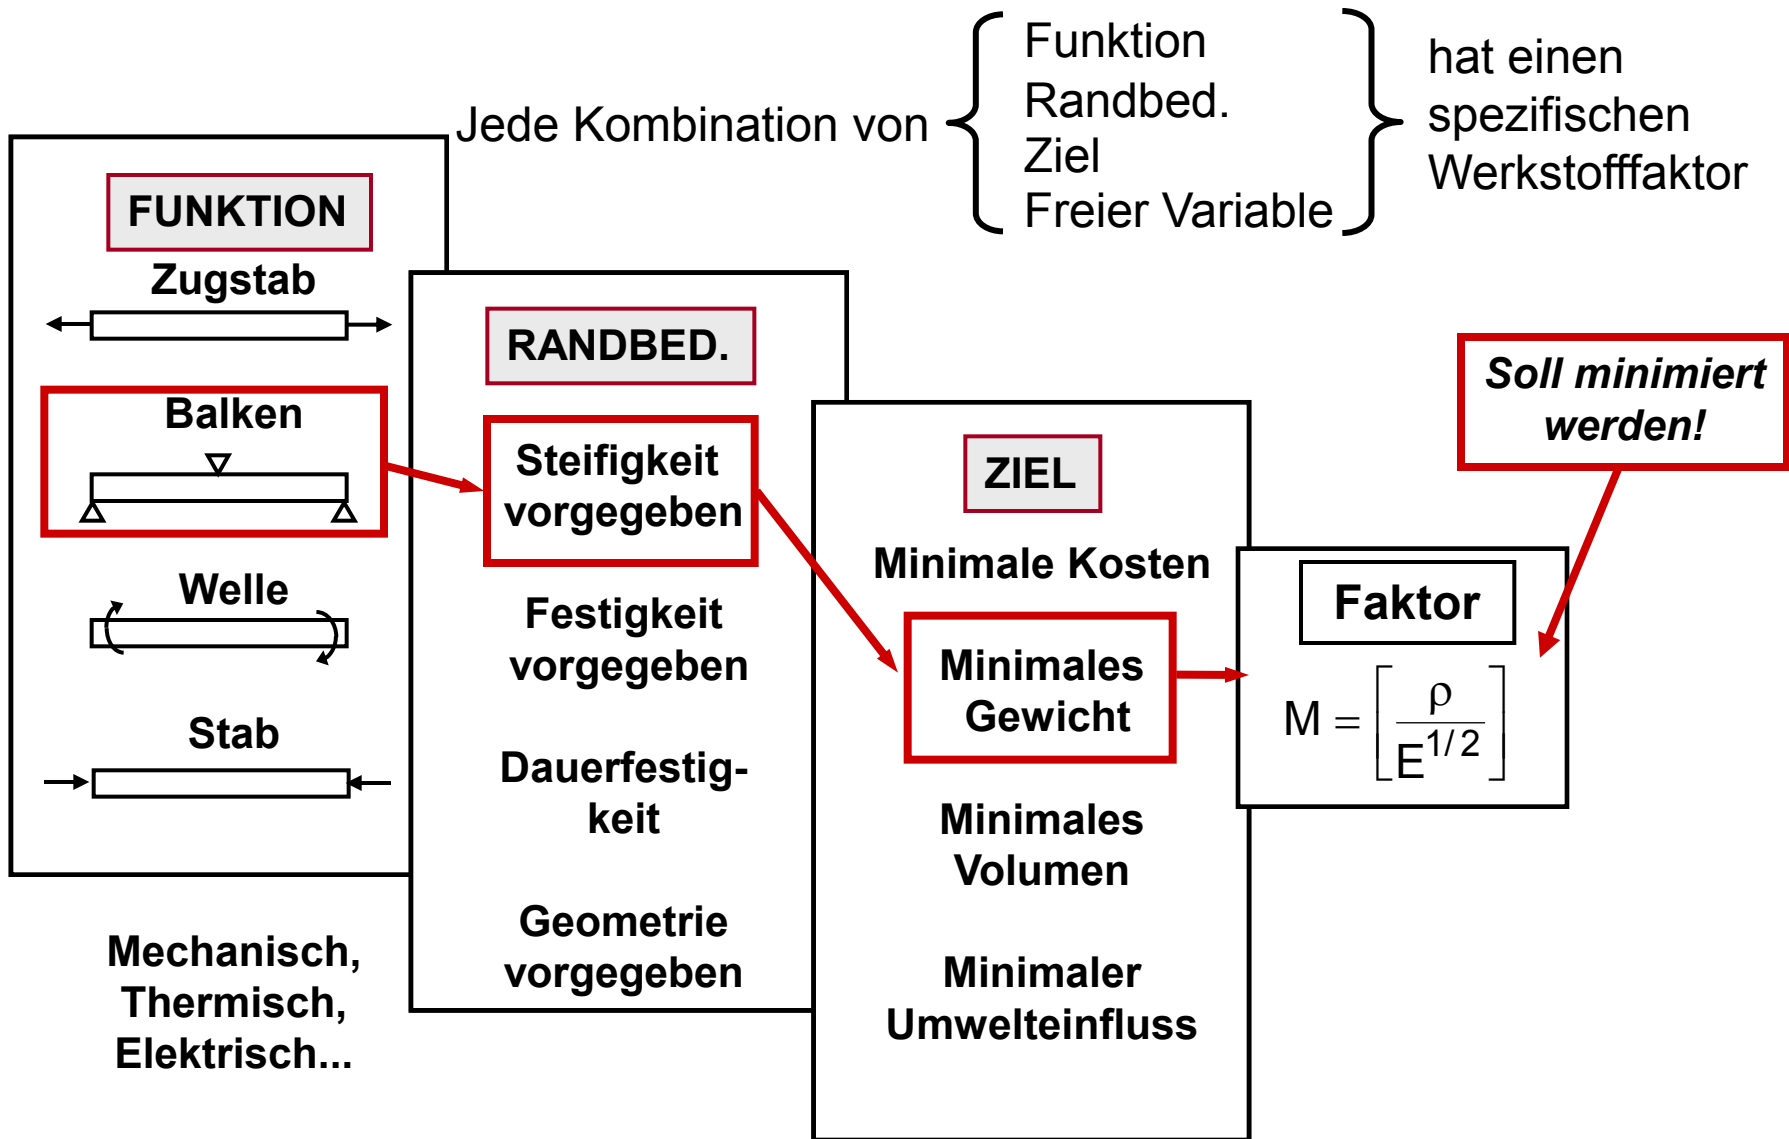 Jede Kombination von
Funktion
Randbed.
Ziel
Freier Variable
hat einen
spezifischen
Werkstofffaktor
FUNKTION
Zugstab
Balken
Welle
Stab
Mechanisch,
Thermisch,
Elektrisch...
RANDBED.
Steifigkeit
vorgegeben
Festigkeit
vorgegeben
Dauerfestig-
keit
Geometrie
vorgegeben
ZIEL
Minimale Kosten
Minimales
Gewicht
Minimales
Volumen
Minimaler
Umwelteinfluss
Soll minimiert
werden!
Faktor
M = [ρ / E^1/2]